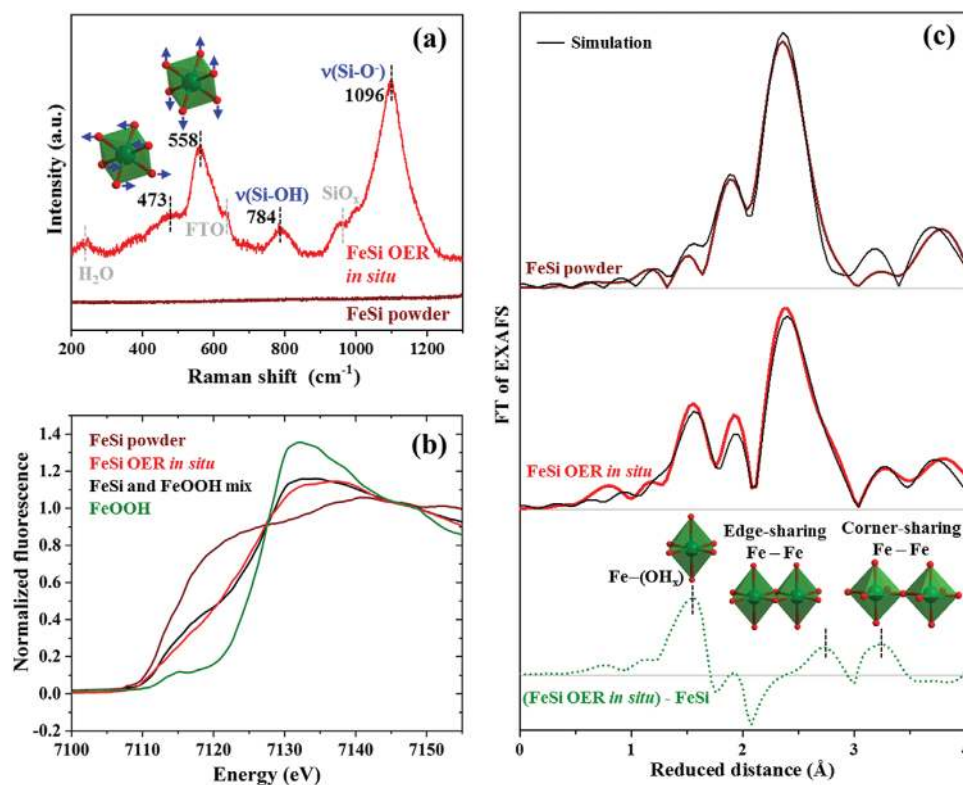 (a)
ν(Si-O⁻)
1096
558
ν(Si-OH)
473
784
SiOₓ
FTO
H₂O
FeSi OER
in situ
FeSi powder
Intensity (a.u.)
200 400 600 800 1000 1200
Raman shift (cm⁻¹)
(b)
FeSi powder
FeSi OER in situ
FeSi and FeOOH mix
FeOOH
1.4
1.2
1.0
0.8
0.6
0.4
0.2
0.0
-0.2
Normalized fluorescence
7100 7110 7120 7130 7140 7150
Energy (eV)
(c)
Simulation
FeSi powder
FeSi OER in situ
Edge-sharing
Fe – Fe
Corner-sharing
Fe – Fe
Fe–(OHₓ)
(FeSi OER in situ) - FeSi
FT of EXAFS
0 1 2 3 4
Reduced distance (Å)